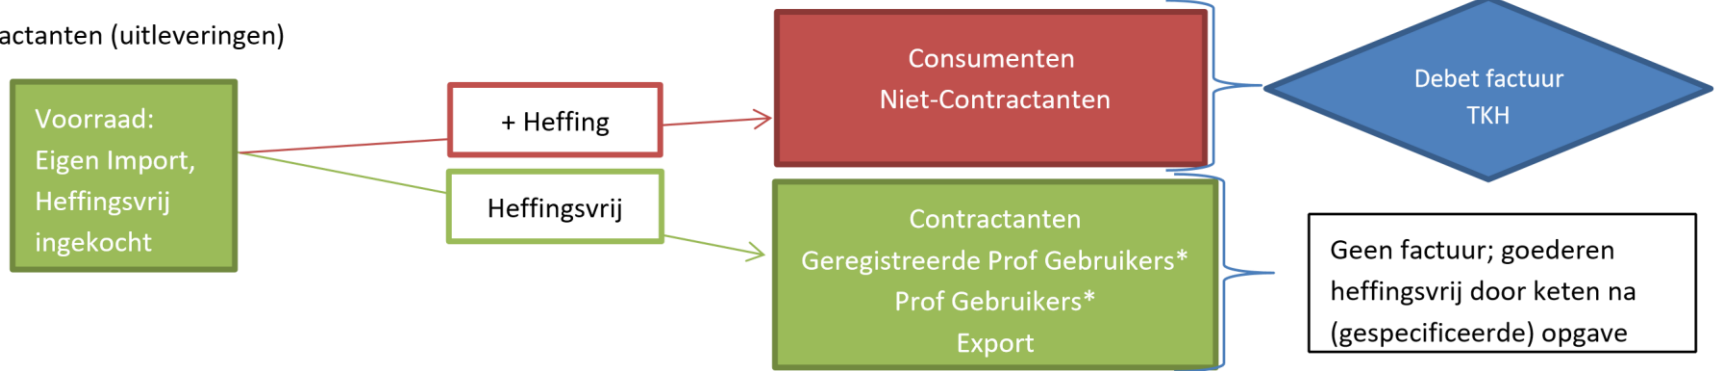 (uitleveringen)
Voorraad:
Eigen Import,
Heffingsvrij
ingekocht
+ Heffing
Heffingsvrij
Consumenten
Niet-Contractanten
Contractanten
Geregistreerde Prof Gebruikers*
Prof Gebruikers*
Export
Debet factuur
TKH
Geen factuur; goederen
heffingsvrij door keten na
(gespecificeerde) opgave